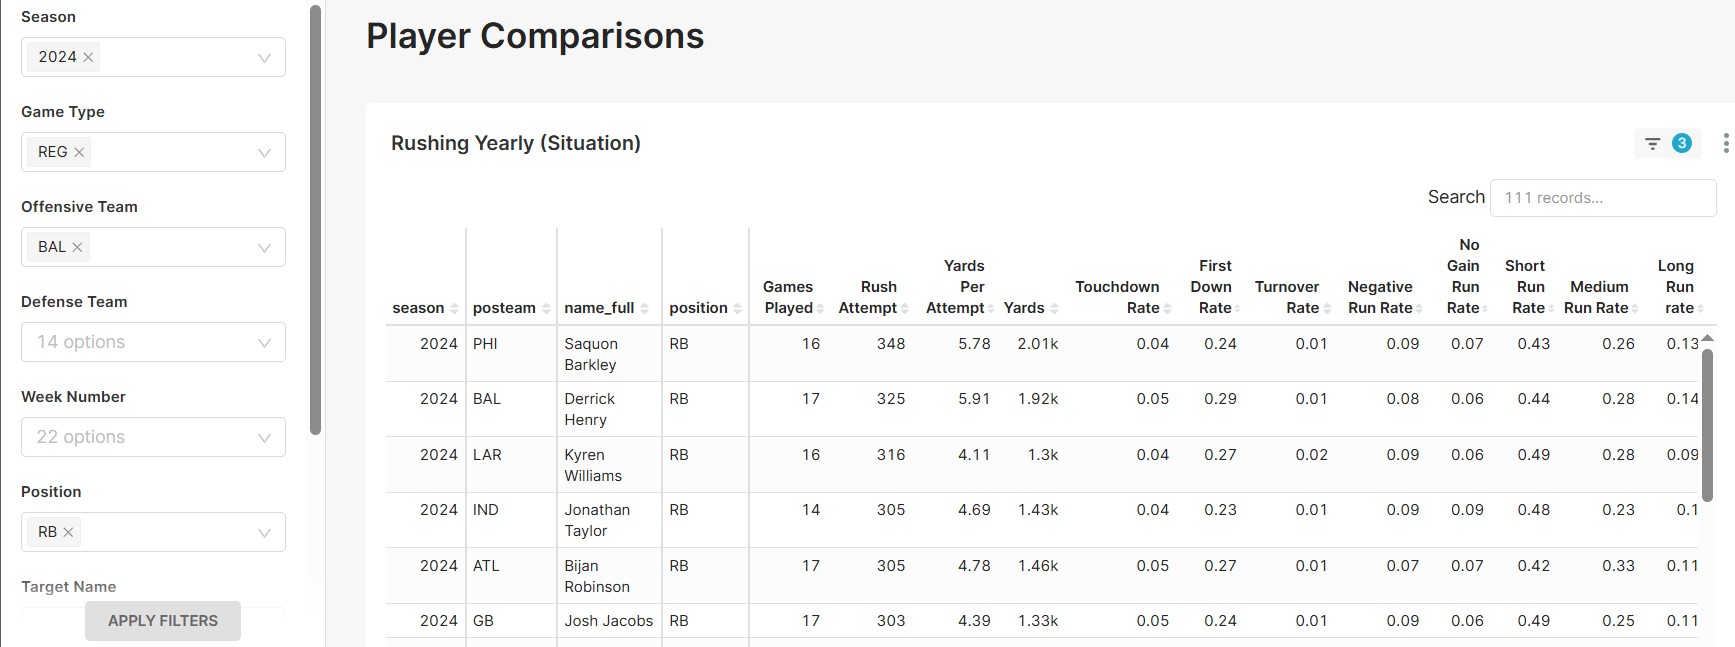 Season
2024
Game Type
REG
Offensive Team
BAL
Defense Team
14 options
Week Number
22 options
Position
RB
Target Name
APPLY FILTERS
Player Comparisons
Rushing Yearly (Situation)
3
Search 111 records...
season posteam name_full position Games Played Rush Attempt Yards Per Attempt Yards Touchdown Rate First Down Rate Turnover Rate Negative Run Rate No Gain Run Rate Short Run Rate Medium Run Rate Long Run rate
2024 PHI Saquon Barkley RB 16 348 5.78 2.01k 0.04 0.24 0.01 0.09 0.07 0.43 0.26 0.13
2024 BAL Derrick Henry RB 17 325 5.91 1.92k 0.05 0.29 0.01 0.08 0.06 0.44 0.28 0.14
2024 LAR Kyren Williams RB 16 316 4.11 1.3k 0.04 0.27 0.02 0.09 0.06 0.49 0.28 0.09
2024 IND Jonathan Taylor RB 14 305 4.69 1.43k 0.04 0.23 0.01 0.09 0.09 0.48 0.23 0.1
2024 ATL Bijan Robinson RB 17 305 4.78 1.46k 0.05 0.27 0.01 0.07 0.07 0.42 0.33 0.11
2024 GB Josh Jacobs RB 17 303 4.39 1.33k 0.05 0.24 0.01 0.09 0.06 0.49 0.25 0.11